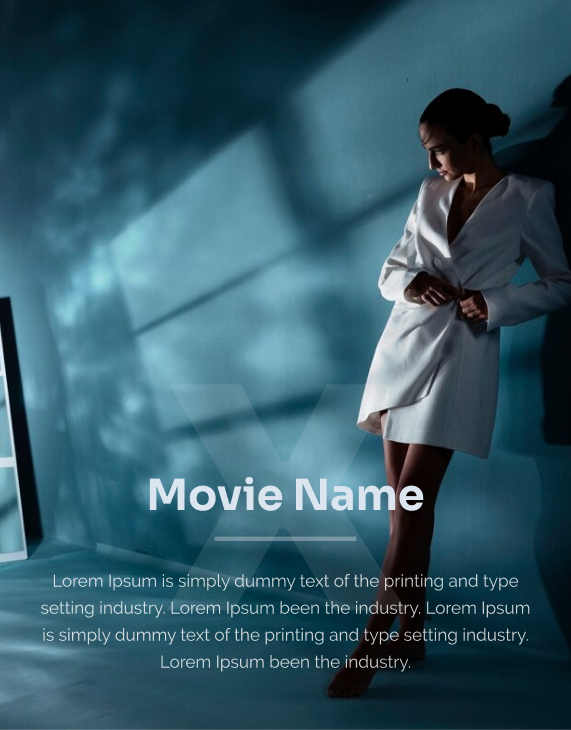 X
Movie Name
Lorem Ipsum is simply dummy text of the printing and type
setting industry. Lorem Ipsum been the industry. Lorem Ipsum
is simply dummy text of the printing and type setting industry.
Lorem Ipsum been the industry.